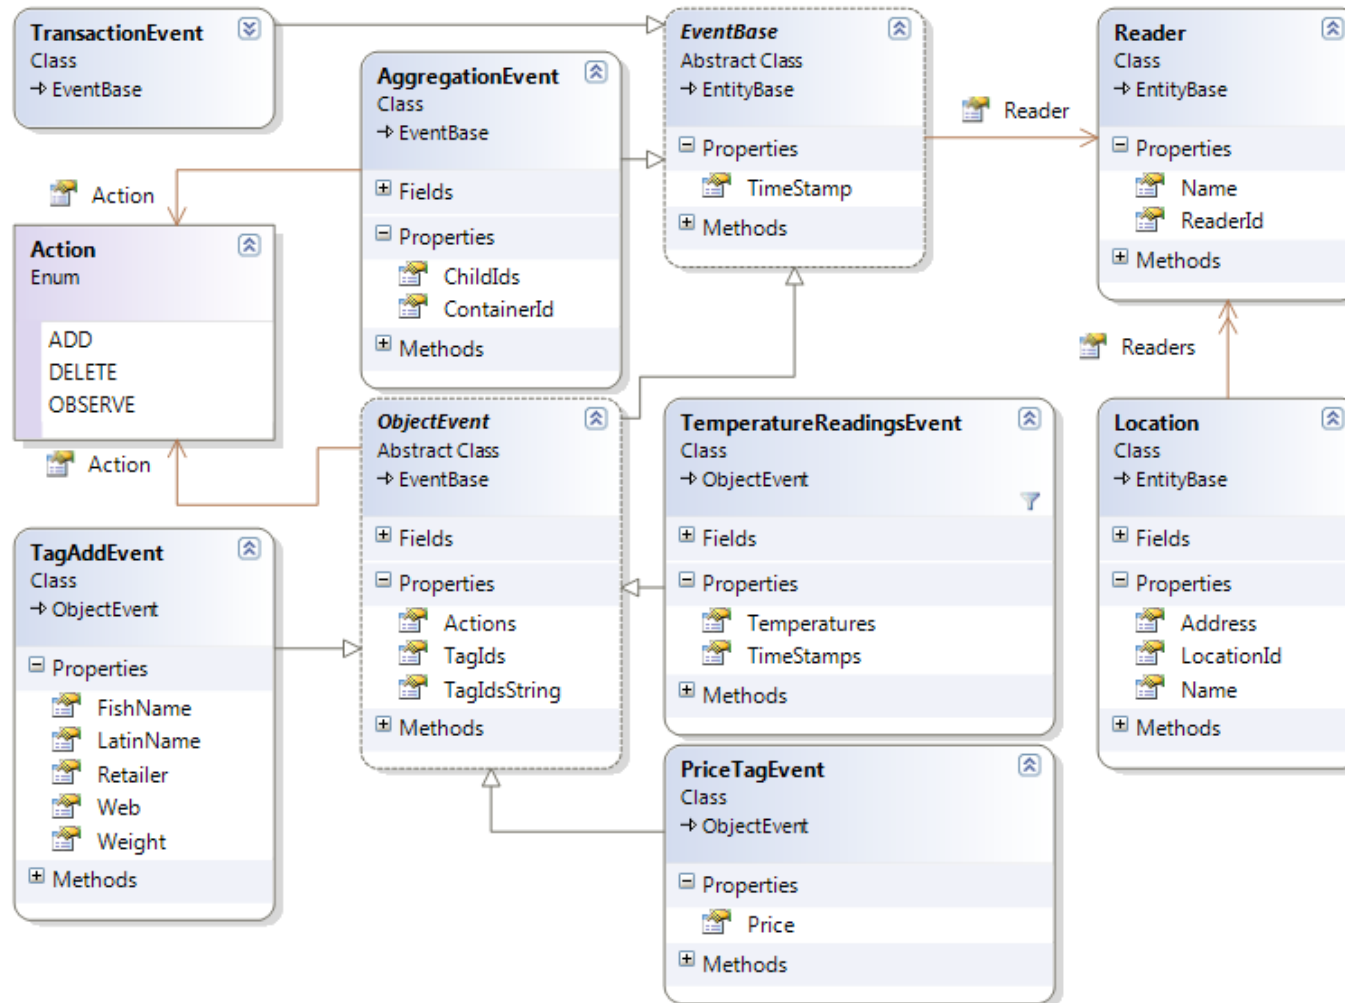 TransactionEvent
Class
EventBase
AggregationEvent
Class
EventBase
Fields
Properties
ChildIds
ContainerId
Methods
EventBase
Abstract Class
EntityBase
Properties
TimeStamp
Methods
Reader
Reader
Class
EntityBase
Properties
Name
ReaderId
Methods
Action
Action
Enum
ADD
DELETE
OBSERVE
Action
Readers
ObjectEvent
Abstract Class
EventBase
Fields
Properties
Actions
TagIds
TagIdsString
Methods
TemperatureReadingsEvent
Class
ObjectEvent
Fields
Properties
Temperatures
TimeStamps
Methods
Location
Class
EntityBase
Fields
Properties
Address
LocationId
Name
Methods
TagAddEvent
Class
ObjectEvent
Properties
FishName
LatinName
Retailer
Web
Weight
Methods
PriceTagEvent
Class
ObjectEvent
Properties
Price
Methods